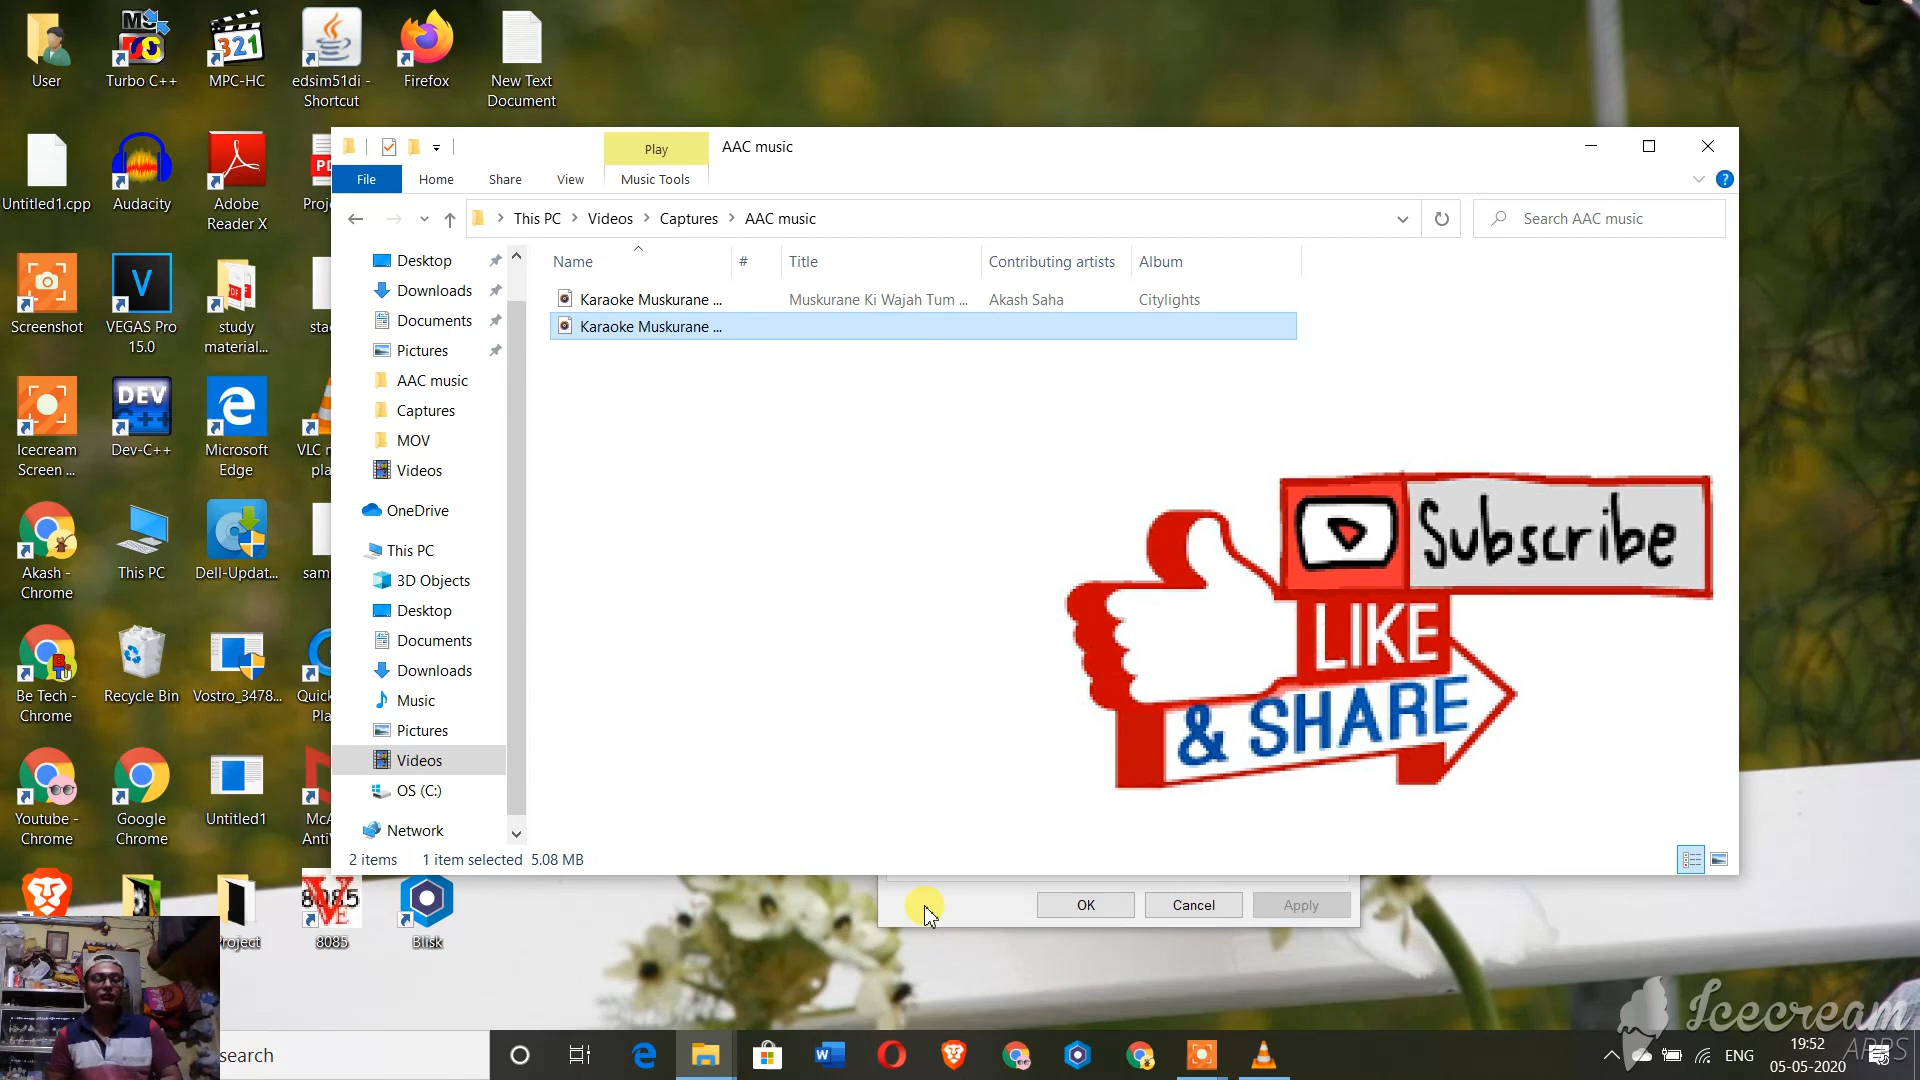 User
Turbo C++
MPC-HC
edsim51di -
Shortcut
Firefox
New Text
Document
Untitled1.cpp
Audacity
Adobe
Reader X
Screenshot
VEGAS Pro
15.0
study
material...
Icecream
Screen ...
Dev-C++
Microsoft
Edge
Akash -
Chrome
This PC
Dell-Updat...
Be Tech -
Chrome
Recycle Bin
Vostro_3478...
Youtube -
Chrome
Google
Chrome
Untitled1
8085
Blisk
Play
AAC music
File
Home
Share
View
Music Tools
This PC
Videos
Captures
AAC music
Search AAC music
Name
#
Title
Contributing artists
Album
Karaoke Muskurane ...
Muskurane Ki Wajah Tum ...
Akash Saha
Citylights
Karaoke Muskurane ...
Desktop
Downloads
Documents
Pictures
AAC music
Captures
MOV
Videos
OneDrive
This PC
3D Objects
Desktop
Documents
Downloads
Music
Pictures
Videos
OS (C:)
Network
2 items
1 item selected 5.08 MB
Subscribe
LIKE
& SHARE
OK
Cancel
Apply
search
ENG
19:52
05-05-2020
Icecream
APPS